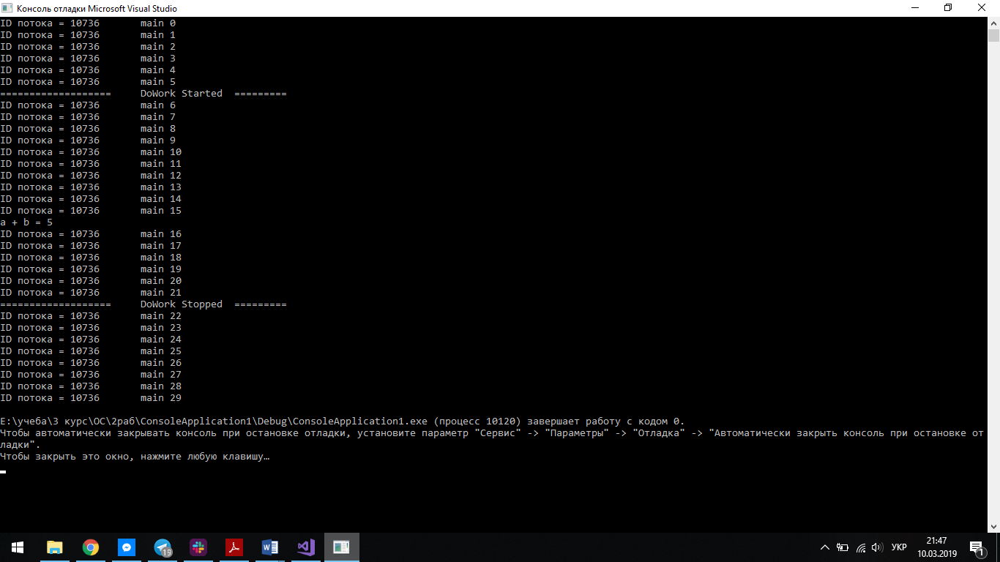 Консоль отладки Microsoft Visual Studio
ID потока = 10736 main 0
ID потока = 10736 main 1
ID потока = 10736 main 2
ID потока = 10736 main 3
ID потока = 10736 main 4
ID потока = 10736 main 5
=================== DoWork Started =========
ID потока = 10736 main 6
ID потока = 10736 main 7
ID потока = 10736 main 8
ID потока = 10736 main 9
ID потока = 10736 main 10
ID потока = 10736 main 11
ID потока = 10736 main 12
ID потока = 10736 main 13
ID потока = 10736 main 14
ID потока = 10736 main 15
a + b = 5
ID потока = 10736 main 16
ID потока = 10736 main 17
ID потока = 10736 main 18
ID потока = 10736 main 19
ID потока = 10736 main 20
ID потока = 10736 main 21
=================== DoWork Stopped =========
ID потока = 10736 main 22
ID потока = 10736 main 23
ID потока = 10736 main 24
ID потока = 10736 main 25
ID потока = 10736 main 26
ID потока = 10736 main 27
ID потока = 10736 main 28
ID потока = 10736 main 29
E:\учеба\3 курс\ОС\2раб\ConsoleApplication1\Debug\ConsoleApplication1.exe (процесс 10120) завершает работу с кодом 0.
Чтобы автоматически закрывать консоль при остановке отладки, установите параметр "Сервис" -> "Параметры" -> "Отладка" -> "Автоматически закрыть консоль при остановке от
ладки".
Чтобы закрыть это окно, нажмите любую клавишу…
19
УКР
21:47
10.03.2019
1